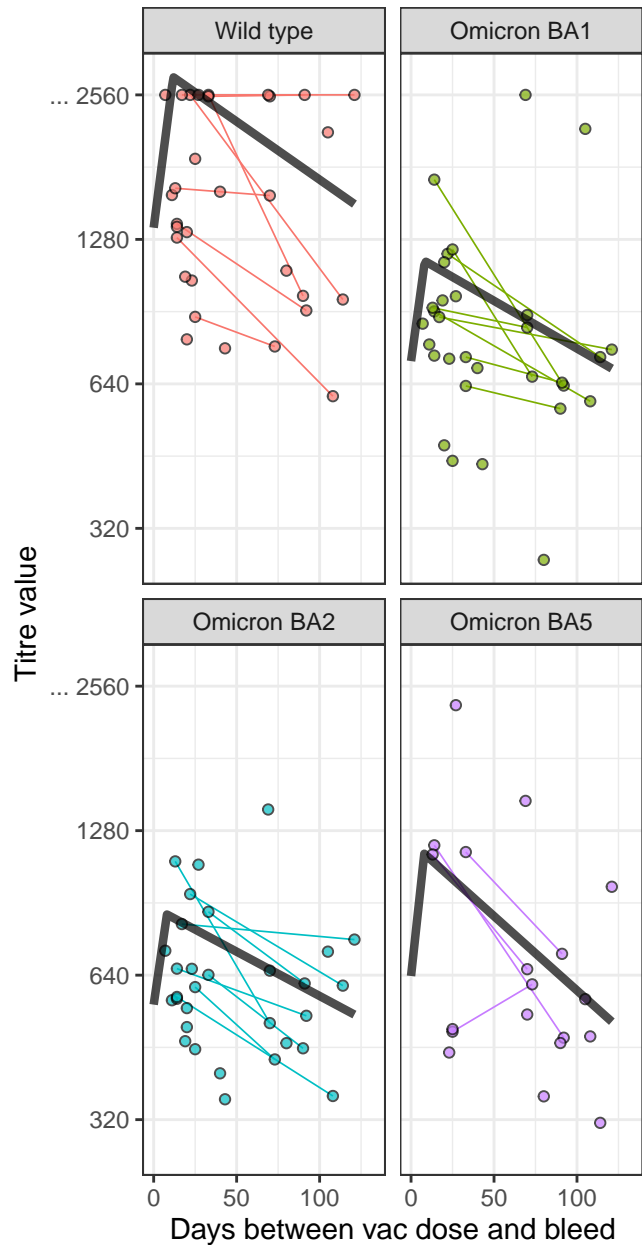 Wild type
Omicron BA1
... 2560
1280
640
320
Titre value
Omicron BA2
Omicron BA5
... 2560
1280
640
320
0 50 100
0 50 100
Days between vac dose and bleed